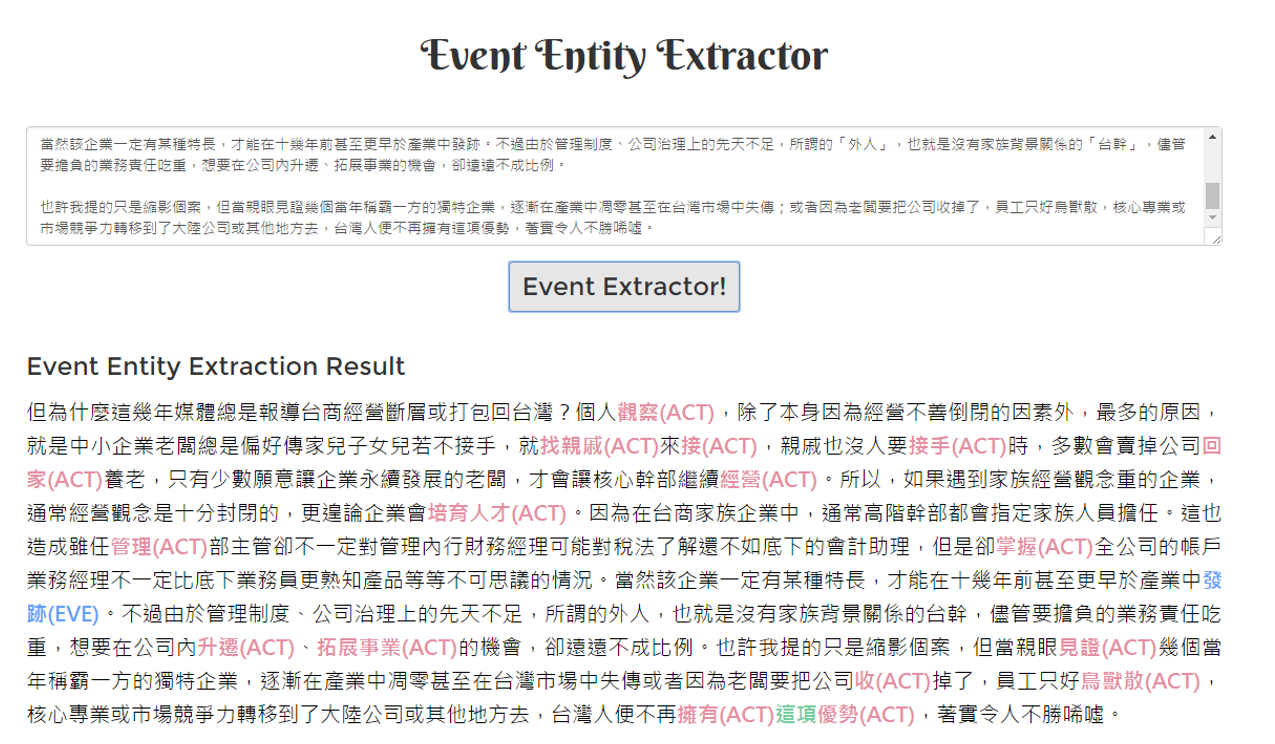 Event Entity Extractor
當然該企業一定有某種特長，才能在十幾年前甚至更早於產業中發跡。不過由於管理制度、公司治理上的先天不足，所謂的「外人」，也就是沒有家族背景關係的「台幹」，儘管
要擔負的業務責任吃重，想要在公司內升遷、拓展事業的機會，卻遠遠不成比例。
也許我提的只是縮影個案，但當親眼見證幾個當年稱霸一方的獨特企業，逐漸在產業中凋零甚至在台灣市場中失傳；或者因為老闆要把公司收掉了，員工只好鳥獸散，核心專業或
市場競爭力轉移到了大陸公司或其他地方去，台灣人便不再擁有這項優勢，著實令人不勝唏噓。
Event Extractor!
Event Entity Extraction Result
但為什麼這幾年媒體總是報導台商經營斷層或打包回台灣？個人觀察(ACT)，除了本身因為經營不善倒閉的因素外，最多的原因，
就是中小企業老闆總是偏好傳家兒子女兒若不接手，就找親戚(ACT)來接(ACT)，親戚也沒人要接手(ACT)時，多數會賣掉公司回
家(ACT)養老，只有少數願意讓企業永續發展的老闆，才會讓核心幹部繼續經營(ACT)。所以，如果遇到家族經營觀念重的企業，
通常經營觀念是十分封閉的，更遑論企業會培育人才(ACT)。因為在台商家族企業中，通常高階幹部都會指定家族人員擔任。這也
造成雖任管理(ACT)部主管卻不一定對管理內行財務經理可能對稅法了解還不如底下的會計助理，但是卻掌握(ACT)全公司的帳戶
業務經理不一定比底下業務員更熟知產品等等不可思議的情況。當然該企業一定有某種特長，才能在十幾年前甚至更早於產業中發
跡(EVE)。不過由於管理制度、公司治理上的先天不足，所謂的外人，也就是沒有家族背景關係的台幹，儘管要擔負的業務責任吃
重，想要在公司內升遷(ACT)、拓展事業(ACT)的機會，卻遠遠不成比例。也許我提的只是縮影個案，但當親眼見證(ACT)幾個當
年稱霸一方的獨特企業，逐漸在產業中凋零甚至在台灣市場中失傳或者因為老闆要把公司收(ACT)掉了，員工只好鳥獸散(ACT)，
核心專業或市場競爭力轉移到了大陸公司或其他地方去，台灣人便不再擁有(ACT)這項優勢(ACT)，著實令人不勝唏噓。